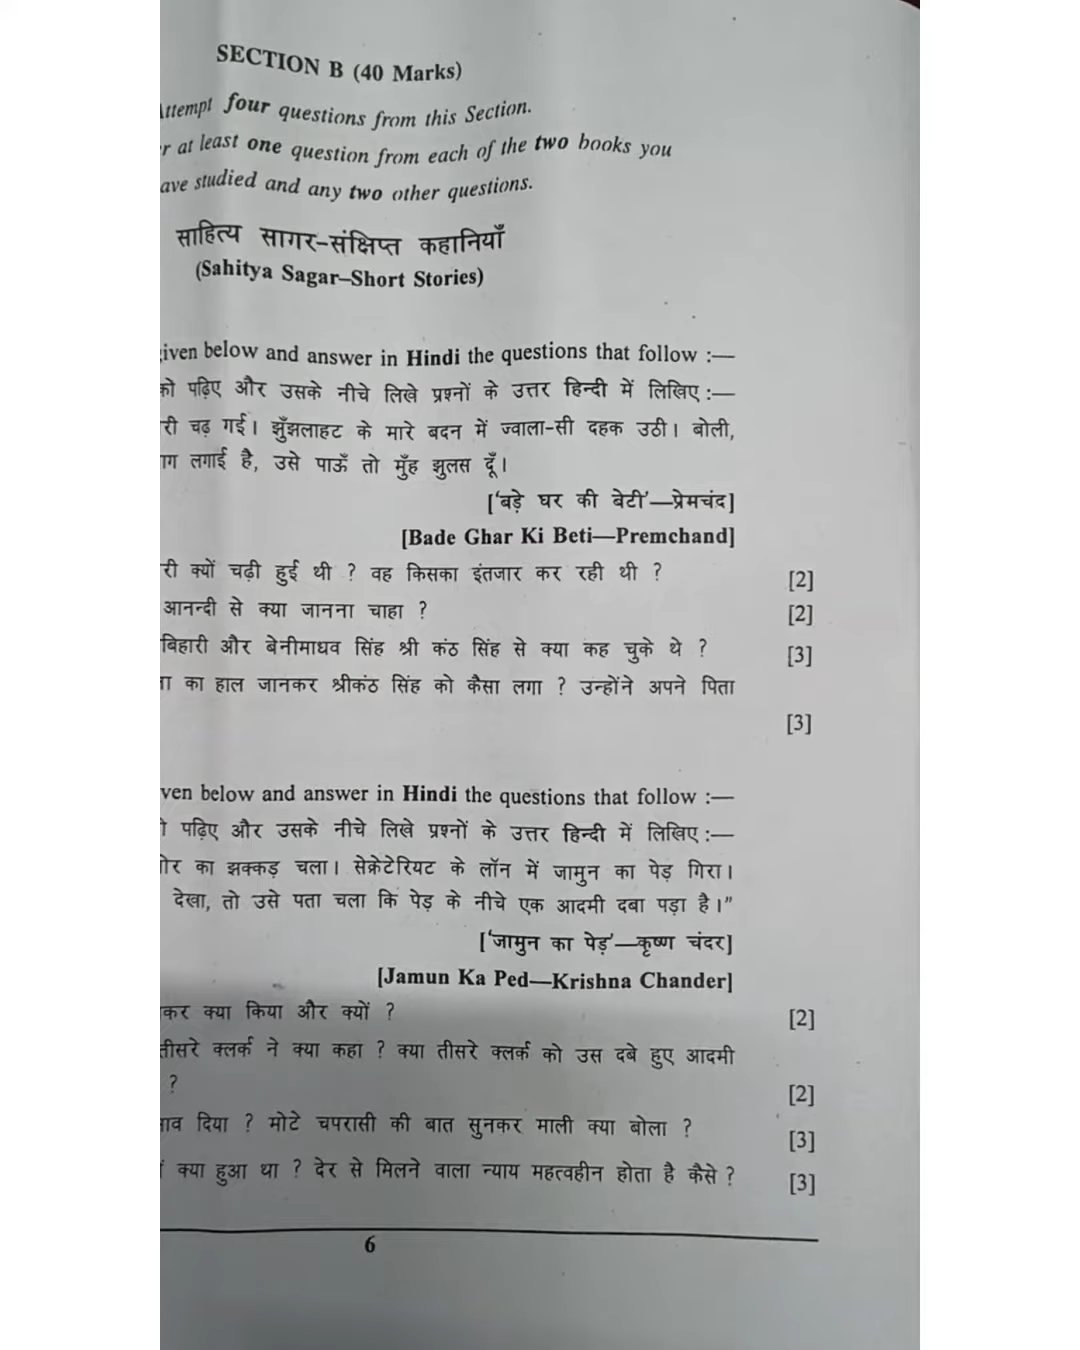 SECTION B (40 Marks)
Attempt four questions from this Section.
at least one question from each of the two books you
studied and any two other questions.
साहित्य सागर-संक्षिप्त कहानियाँ
(Sahitya Sagar–Short Stories)
given below and answer in Hindi the questions that follow :—
को पढ़िए और उसके नीचे लिखे प्रश्नों के उत्तर हिन्दी में लिखिए :—
चढ़ गई। झुँझलाहट के मारे बदन में ज्वाला-सी दहक उठी। बोली,
लगाई है, उसे पाऊँ तो मुँह झुलस दूँ।
['बड़े घर की बेटी'—प्रेमचंद]
[Bade Ghar Ki Beti—Premchand]
क्यों चढ़ी हुई थी ? वह किसका इंतजार कर रही थी ? [2]
आनन्दी से क्या जानना चाहा ? [2]
बिहारी और बेनीमाधव सिंह श्री कंठ सिंह से क्या कह चुके थे ? [3]
का हाल जानकर श्रीकंठ सिंह को कैसा लगा ? उन्होंने अपने पिता
[3]
below and answer in Hindi the questions that follow :—
पढ़िए और उसके नीचे लिखे प्रश्नों के उत्तर हिन्दी में लिखिए :—
का झक्कड़ चला। सेक्रेटेरियट के लॉन में जामुन का पेड़ गिरा।
देखा, तो उसे पता चला कि पेड़ के नीचे एक आदमी दबा पड़ा है।"
['जामुन का पेड़'—कृष्ण चंदर]
[Jamun Ka Ped—Krishna Chander]
कर क्या किया और क्यों ? [2]
तीसरे क्लर्क ने क्या कहा ? क्या तीसरे क्लर्क को उस दबे हुए आदमी
? [2]
दिया ? मोटे चपरासी की बात सुनकर माली क्या बोला ? [3]
क्या हुआ था ? देर से मिलने वाला न्याय महत्वहीन होता है कैसे ? [3]
6